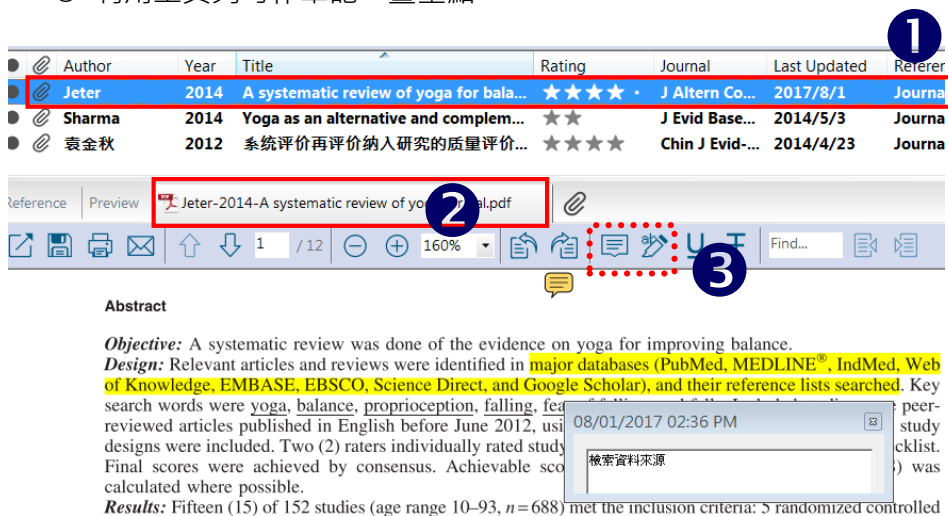 ❶
Author Year Title Rating Journal Last Updated Referen
Jeter 2014 A systematic review of yoga for bala... J Altern Co... 2017/8/1 Journa
Sharma 2014 Yoga as an alternative and complem... J Evid Base... 2014/5/3 Journa
袁金秋 2012 系统评价再评价纳入研究的质量评价... Chin J Evid-... 2014/4/23 Journa
Reference Preview Jeter-2014-A systematic review of yoga for bal.pdf
❷
1 / 12 160% Find...
❸
Abstract
Objective: A systematic review was done of the evidence on yoga for improving balance.
Design: Relevant articles and reviews were identified in major databases (PubMed, MEDLINE®, IndMed, Web
of Knowledge, EMBASE, EBSCO, Science Direct, and Google Scholar), and their reference lists searched. Key
search words were yoga, balance, proprioception, falling, peer-
reviewed articles published in English before June 2012, study
designs were included. Two (2) raters individually rated study cklist.
Final scores were achieved by consensus. Achievable sco ) was
calculated where possible.
08/01/2017 02:36 PM
檢索資料來源
Results: Fifteen (15) of 152 studies (age range 10–93, n=688) met the inclusion criteria: 5 randomized controlled